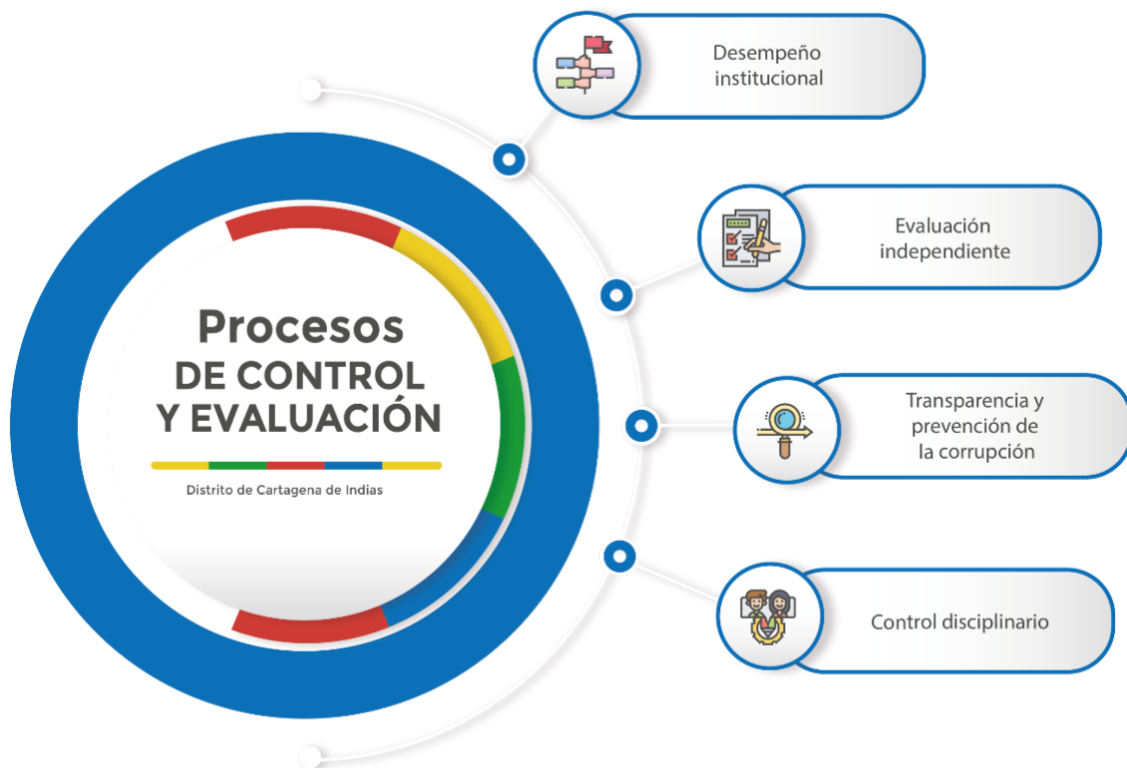 Procesos
DE CONTROL
Y EVALUACIÓN
Distrito de Cartagena de Indias
Desempeño
institucional
Evaluación
independiente
Transparencia y
prevención de
la corrupción
Control disciplinario